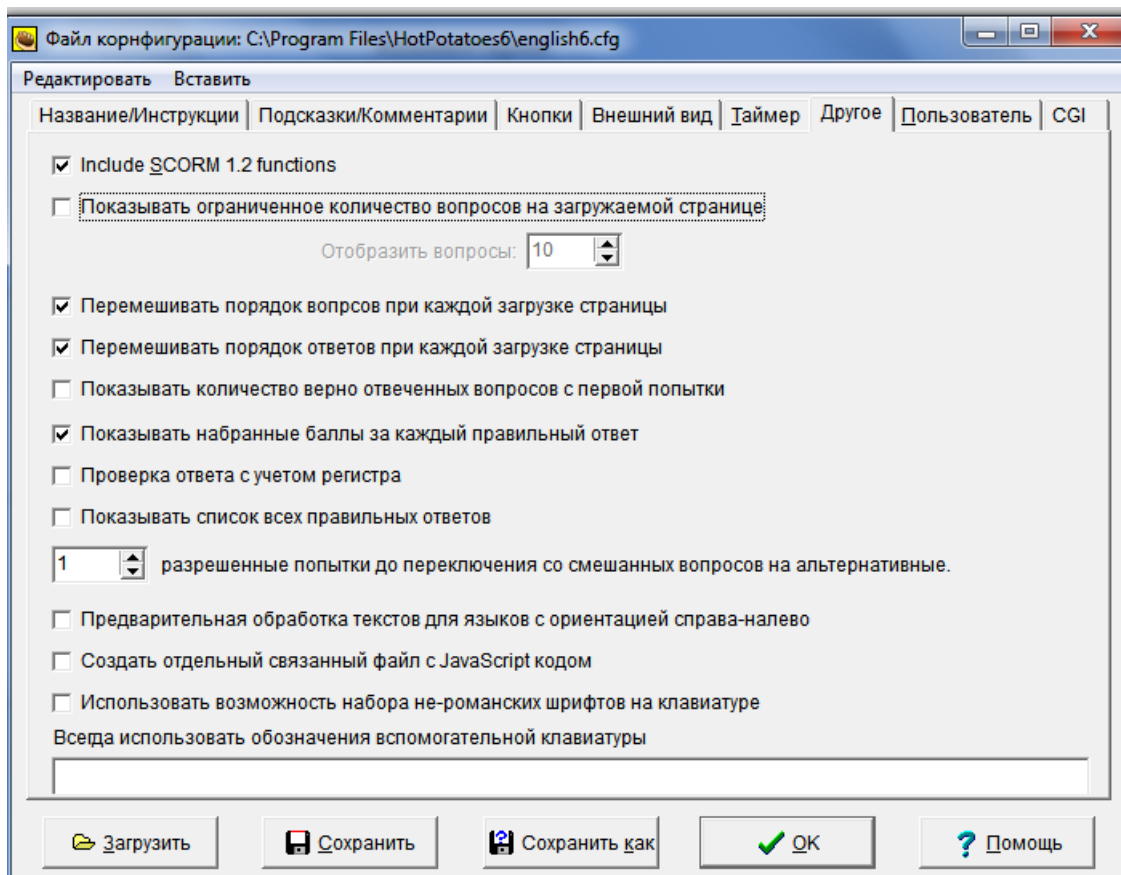 Файл корнфигурации: C:\Program Files\HotPotatoes6\english6.cfg
Редактировать Вставить
Название/Инструкции Подсказки/Комментарии Кнопки Внешний вид Таймер Другое Пользователь CGI
Include SCORM 1.2 functions
Показывать ограниченное количество вопросов на загружаемой странице
Отобразить вопросы: 10
Перемешивать порядок вопрсов при каждой загрузке страницы
Перемешивать порядок ответов при каждой загрузке страницы
Показывать количество верно отвеченных вопросов с первой попытки
Показывать набранные баллы за каждый правильный ответ
Проверка ответа с учетом регистра
Показывать список всех правильных ответов
1 разрешенные попытки до переключения со смешанных вопросов на альтернативные.
Предварительная обработка текстов для языков с ориентацией справа-налево
Создать отдельный связанный файл с JavaScript кодом
Использовать возможность набора не-романских шрифтов на клавиатуре
Всегда использовать обозначения вспомогательной клавиатуры
Загрузить Сохранить Сохранить как OK Помощь